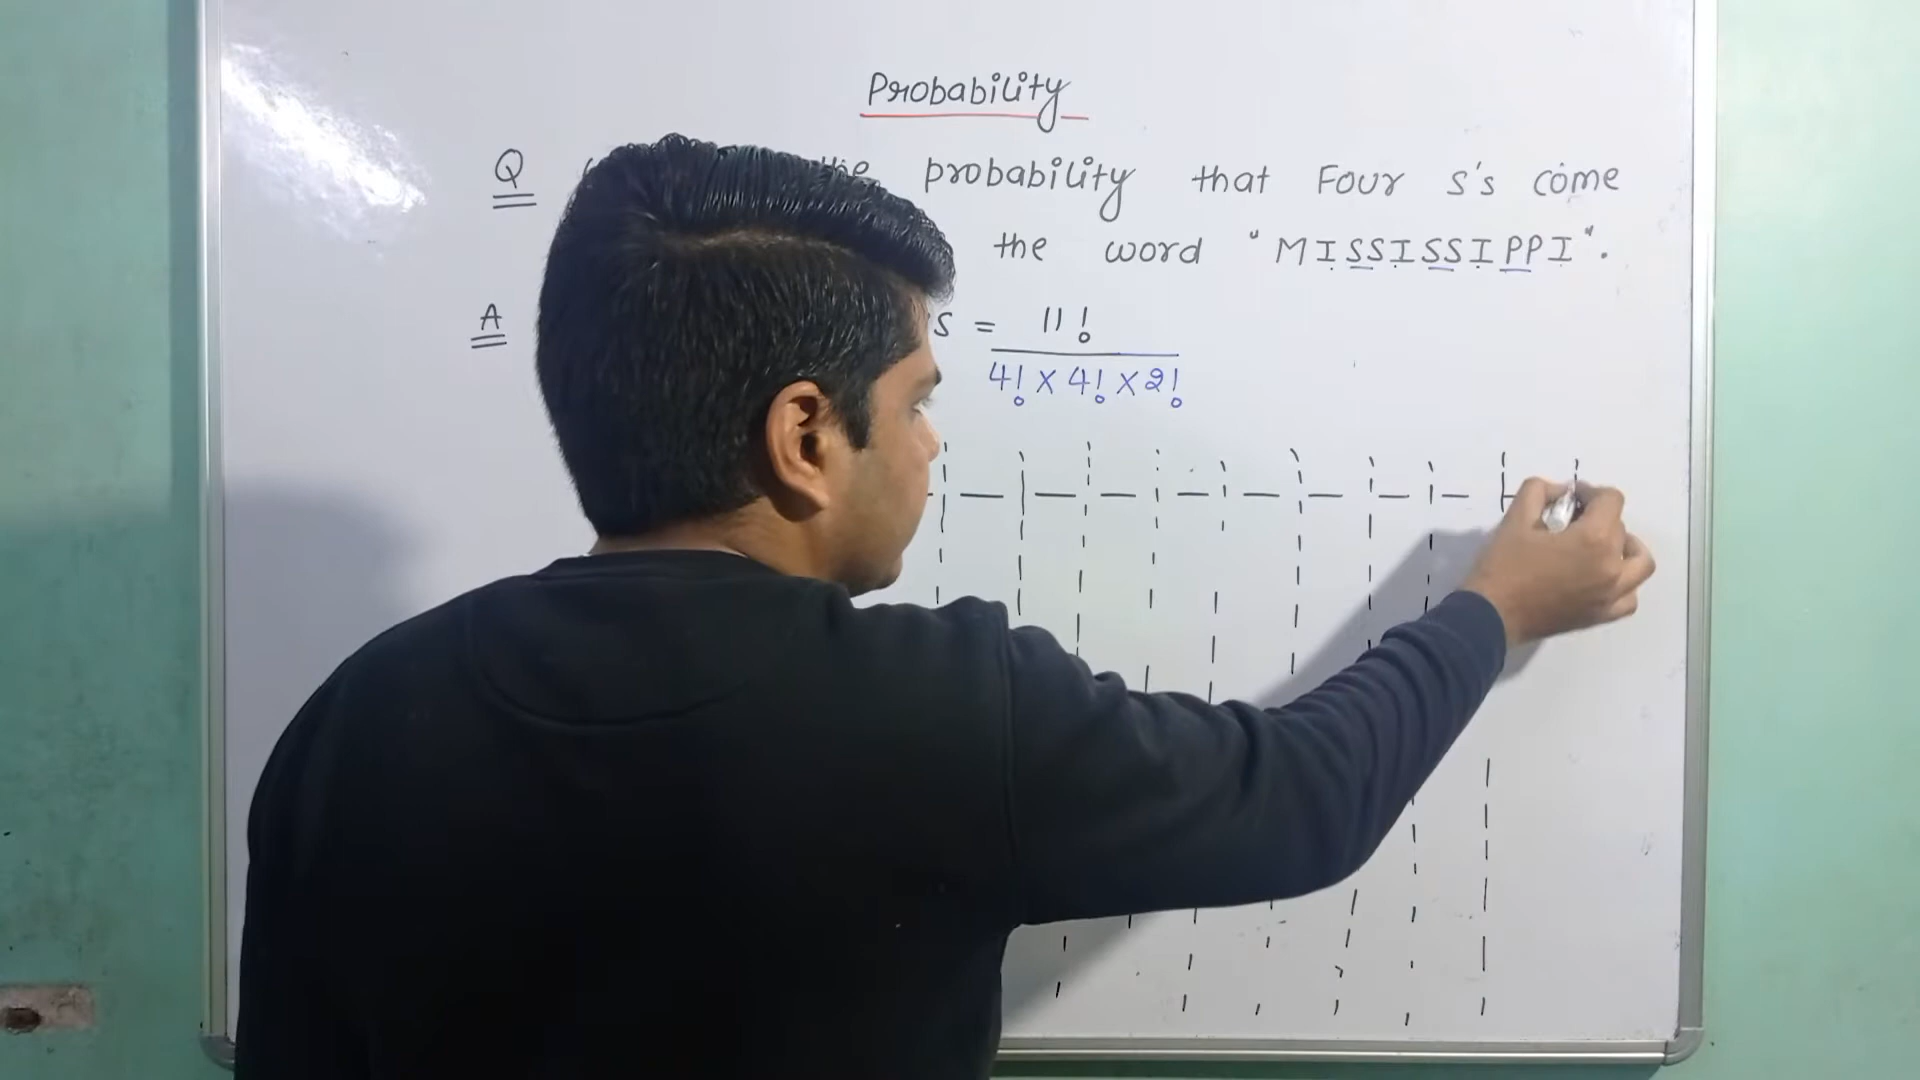 Probability
Q the probability that Four S's come
the word "MISSISSIPPI".
A s = 11!
4! x 4! x 2!